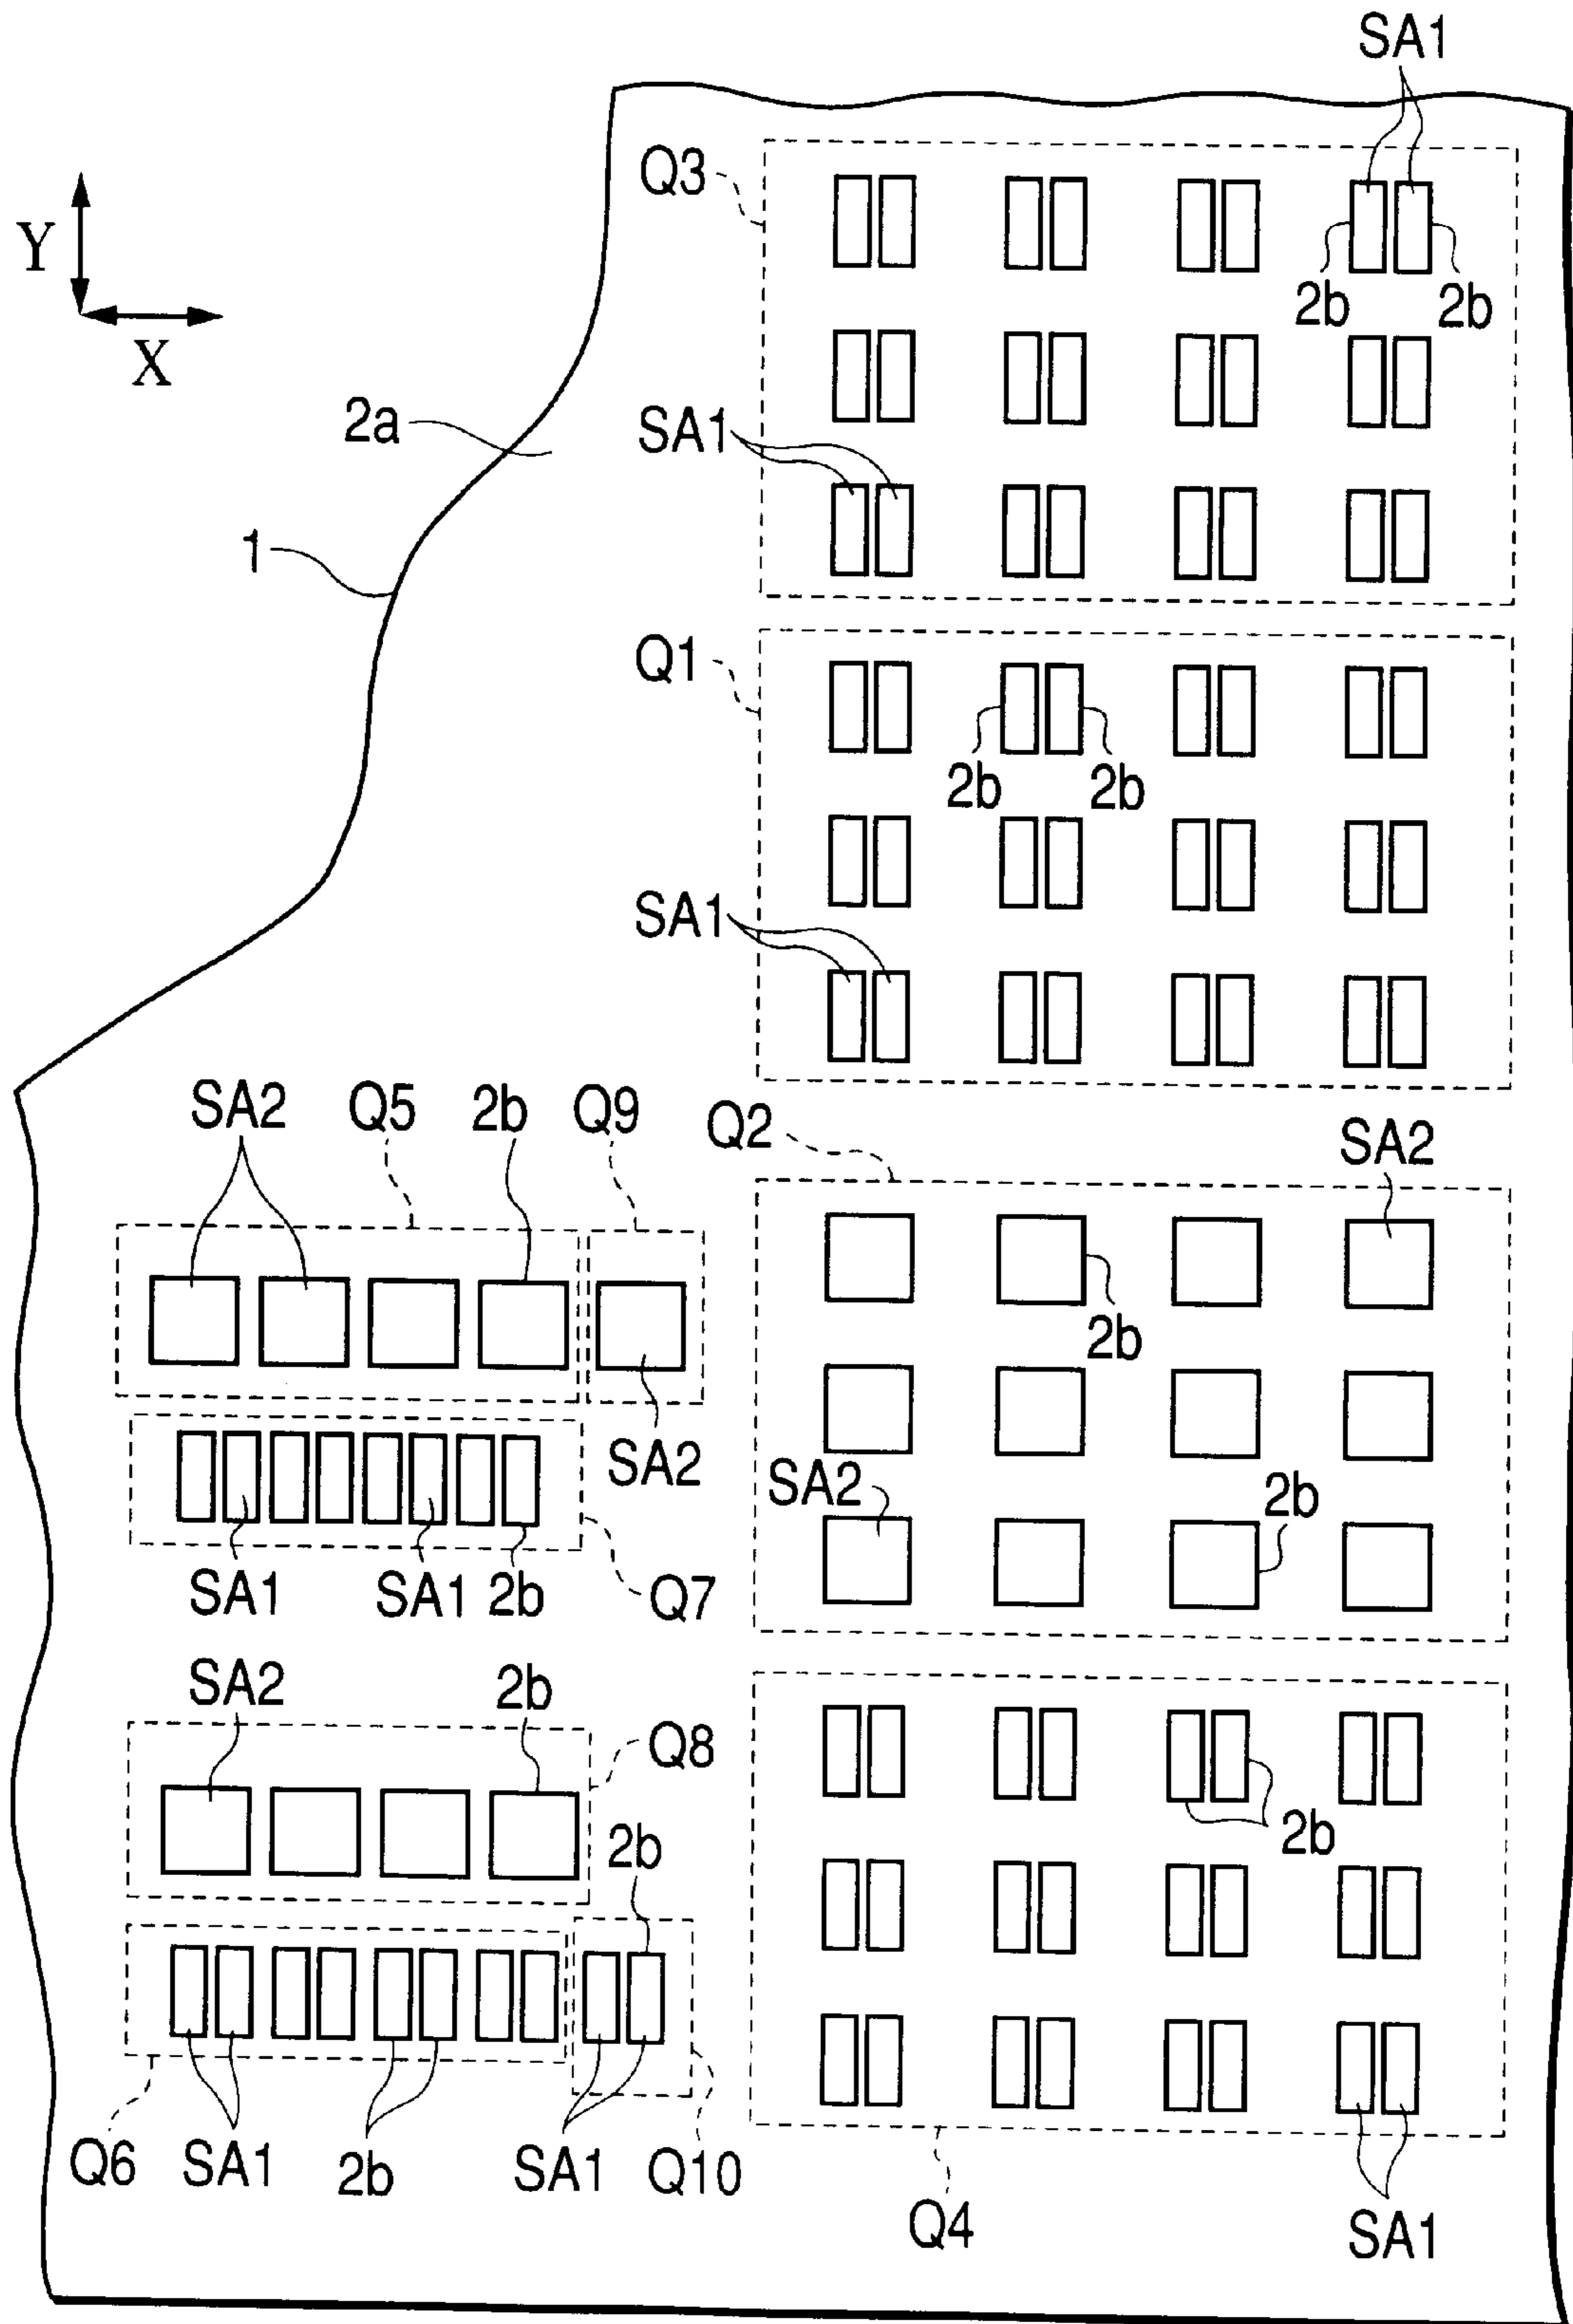 SA1
Q3
Y
2b 2b
X
2a
SA1
1
Q1
2b 2b
SA1
SA2 Q5 2b Q9 Q2 SA2
2b
SA2
SA2 2b
SA1 SA1 2b Q7
SA2 2b
Q8
2b 2b
Q6 SA1 2b SA1 Q10
Q4 SA1